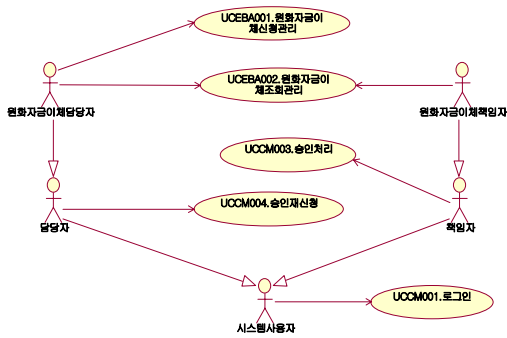 UCEBA001.원화자금이
체신청관리
UCEBA002.원화자금이
체조회관리
원화자금이체담당자
원화자금이체책임자
UCCM003.승인처리
UCCM004.승인재신청
담당자
책임자
UCCM001.로그인
시스템사용자